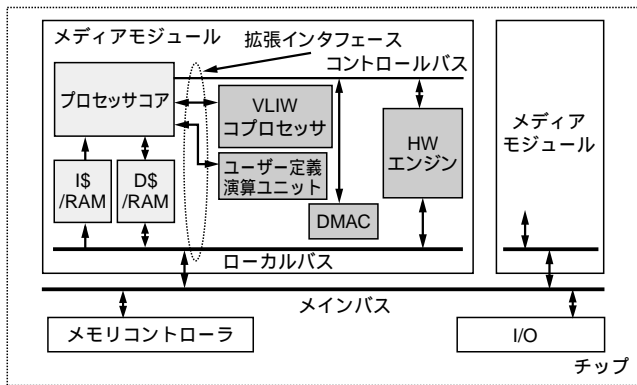 メディアモジュール
拡張インタフェース
コントロールバス
プロセッサコア
VLIW
コプロセッサ
HW
エンジン
メディア
モジュール
ユーザー定義
演算ユニット
I$
/RAM
D$
/RAM
DMAC
ローカルバス
メインバス
メモリコントローラ
I/O
チップ